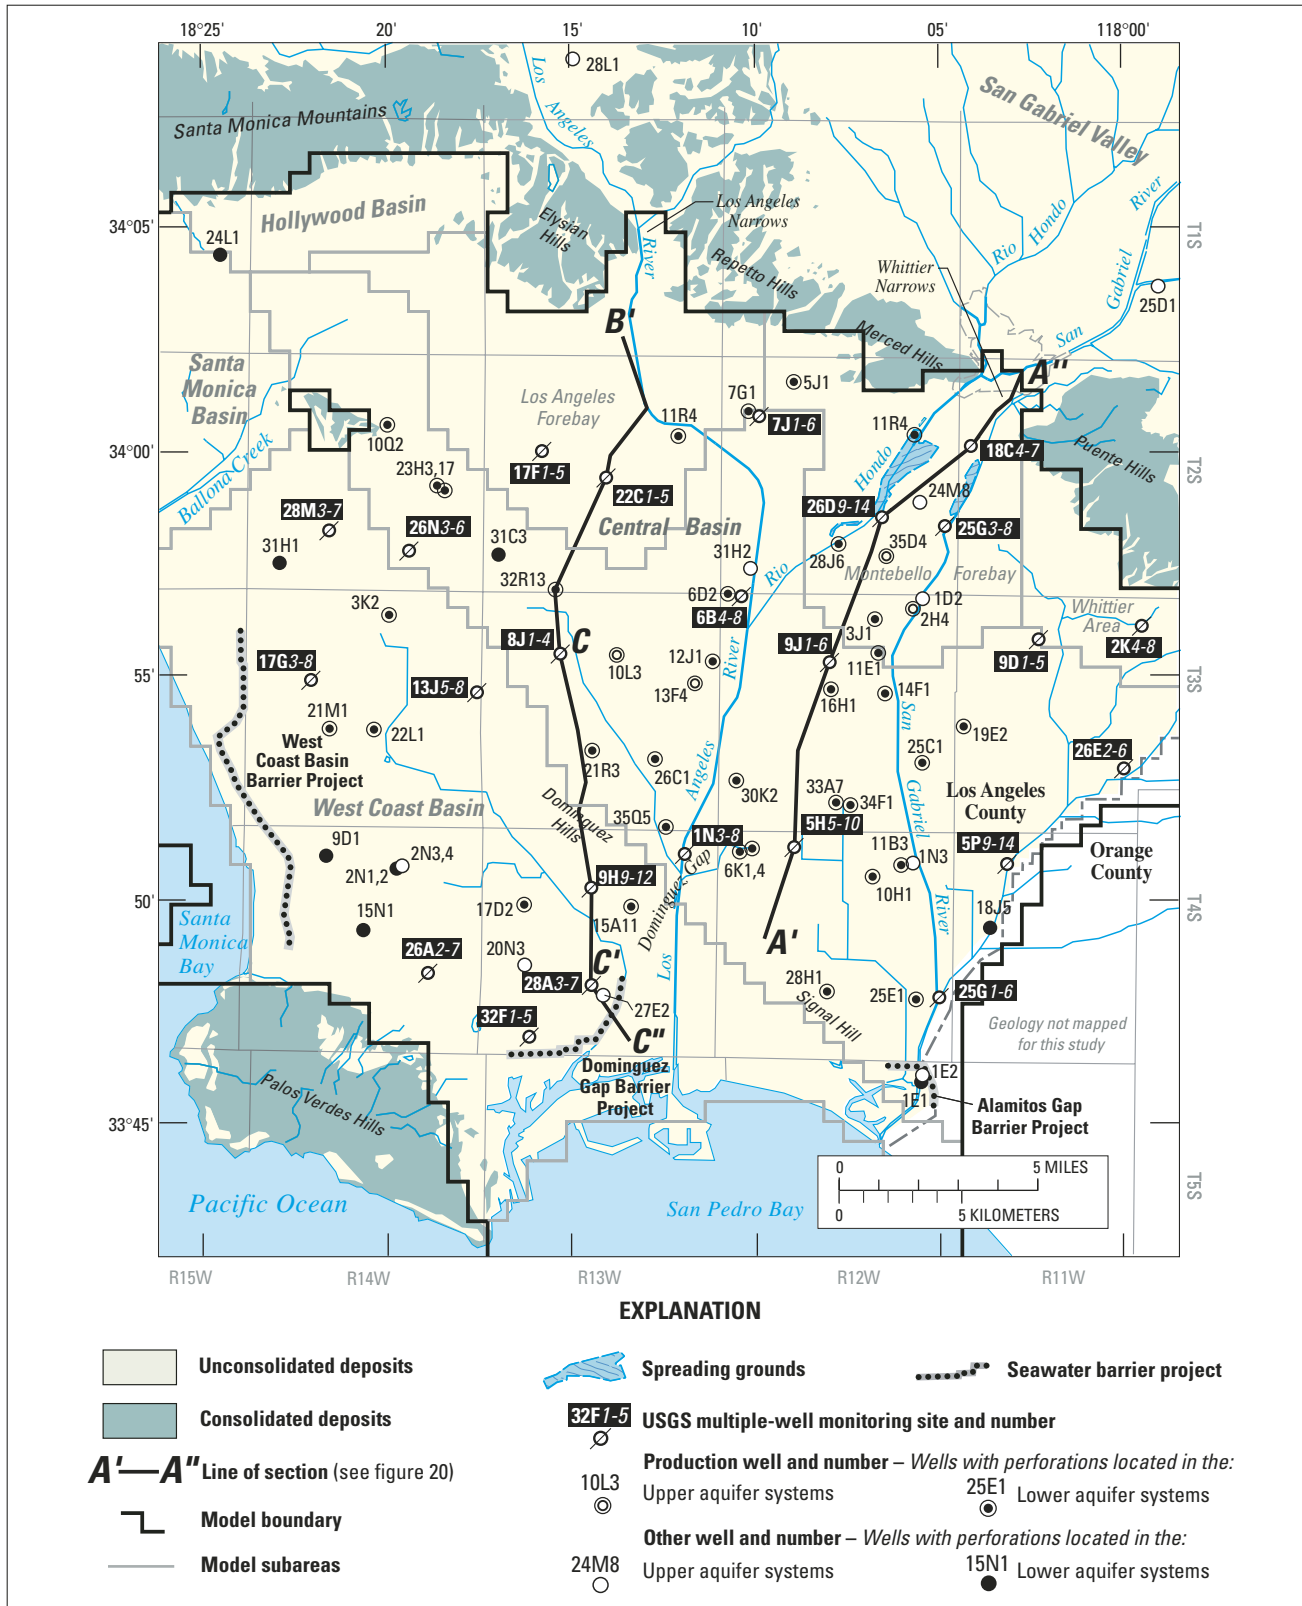 18°25'
20'
15'
10'
05'
118°00'
28L1
Los
Angeles
San Gabriel Valley
Santa Monica Mountains
River
Hollywood Basin
Los Angeles
Narrows
Elysian
Hills
River
Hondo
Rio
34°05'
24L1
Repetto Hills
Whittier
Narrows
Gabriel
T1S
25D1
B'
San
Merced Hills
Santa
Monica
Basin
A''
Los Angeles
Forebay
7G1
5J1
11R4
7J1-6
11R4
10Q2
34°00'
17F1-5
18C4-7
Puente Hills
T2S
Ballona Creek
23H3,17
22C1-5
Hondo
24M8
26D9-14
28M3-7
26N3-6
Central Basin
25G3-8
31H1
31C3
31H2
28J6
35D4
Montebello
Forebay
32R13
Rio
6D2
1D2
3K2
6B4-8
2H4
Whittier
Area
3J1
8J1-4
C
9J1-6
11E1
9D1-5
2K4-8
17G3-8
10L3
12J1
River
34°
55'
13J5-8
13F4
16H1
14F1
T3S
21M1
San
West
Coast Basin
Barrier Project
22L1
19E2
21R3
26C1
25C1
26E2-6
Angeles
30K2
33A7
34F1
Gabriel
Los Angeles
County
West Coast Basin
Dominguez
Hills
35Q5
1N3-8
5H5-10
5P9-14
9D1
2N3,4
11B3
1N3
Orange
County
2N1,2
6K1,4
10H1
9H9-12
Dominguez Gap
50'
17D2
15A11
River
18J5
T4S
Santa
Monica
Bay
15N1
A'
26A2-7
20N3
C'
Los
28A3-7
28H1
25E1
25G1-6
27E2
Signal Hill
32F1-5
C''
Geology not mapped
for this study
Dominguez
Gap Barrier
Project
1E2
Palos Verdes Hills
1E1
Alamitos Gap
Barrier Project
33°45'
0
5 MILES
0
5 KILOMETERS
T5S
Pacific Ocean
San Pedro Bay
R15W
R14W
R13W
R12W
R11W
EXPLANATION
Unconsolidated deposits
Spreading grounds
Seawater barrier project
Consolidated deposits
32F1-5
USGS multiple-well monitoring site and number
A'
A'' Line of section (see figure 20)
Production well and number – Wells with perforations located in the:
10L3
Upper aquifer systems
25E1
Lower aquifer systems
Model boundary
Other well and number – Wells with perforations located in the:
Model subareas
24M8
Upper aquifer systems
15N1
Lower aquifer systems